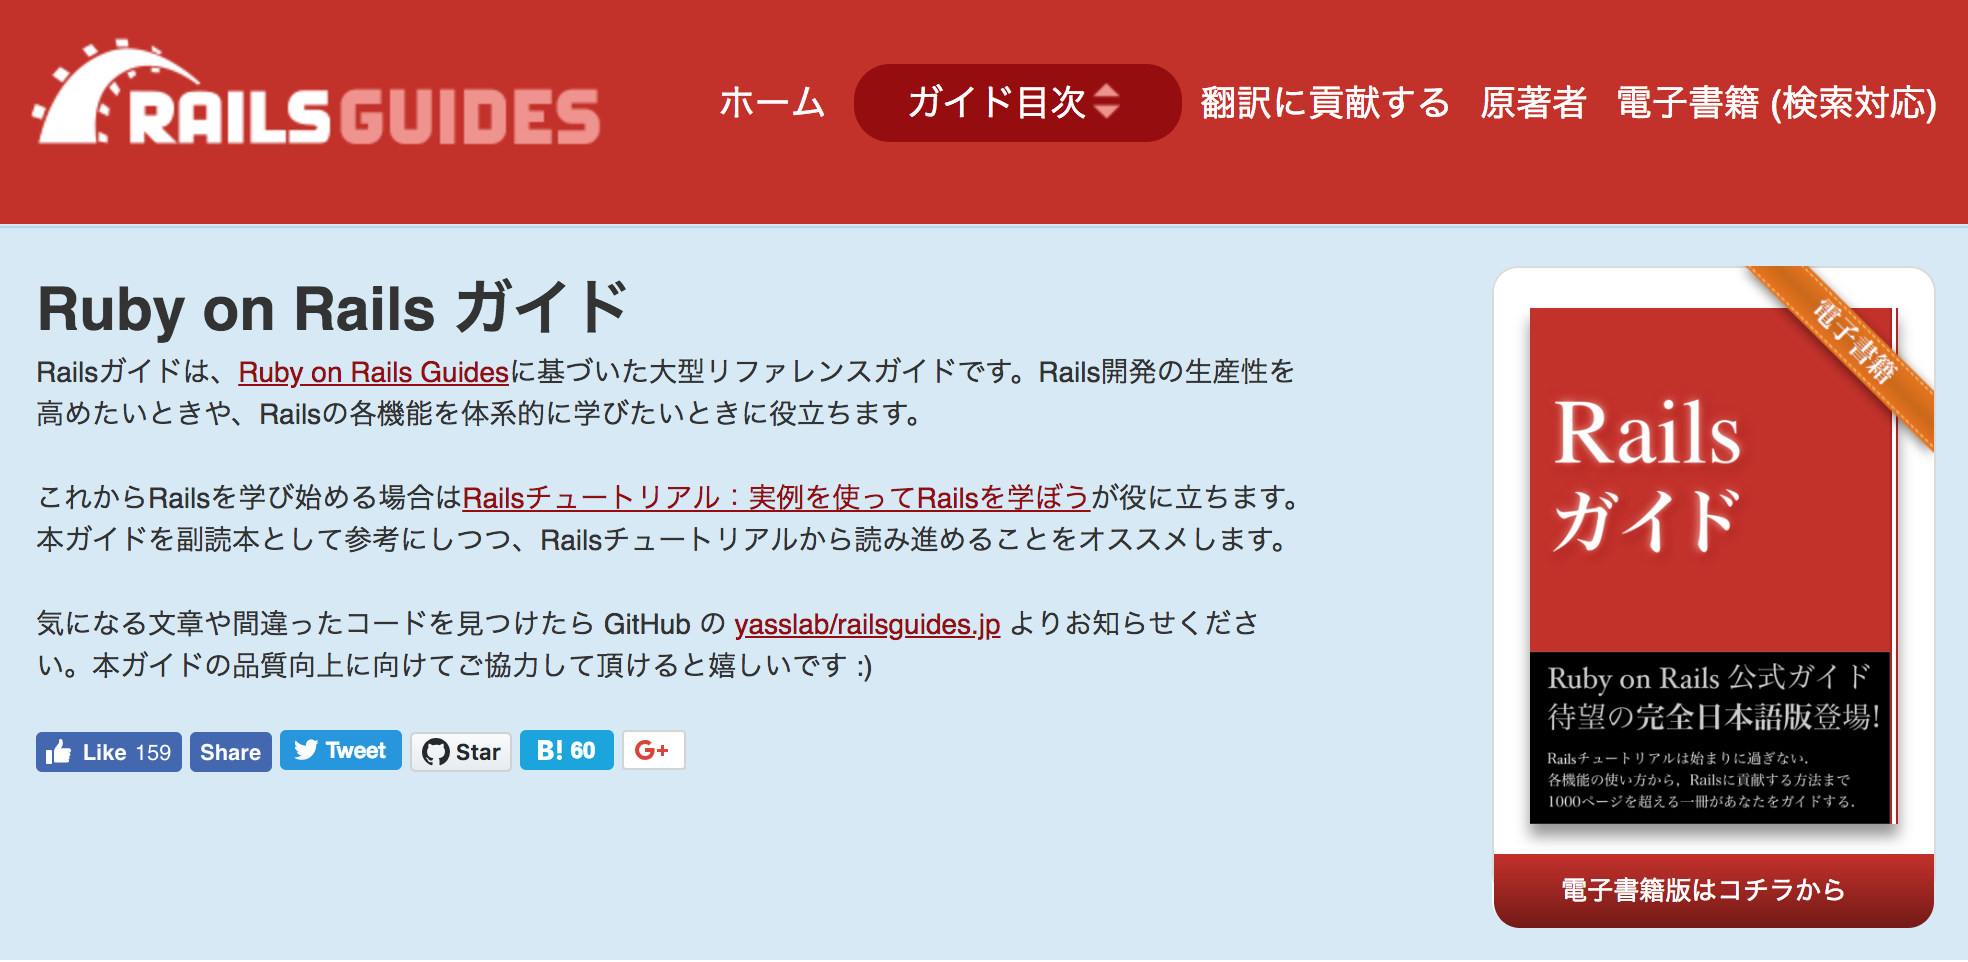 RAILSGUIDES
ホーム ガイド目次 翻訳に貢献する 原著者 電子書籍 (検索対応)
Ruby on Rails ガイド
Railsガイドは、Ruby on Rails Guidesに基づいた大型リファレンスガイドです。Rails開発の生産性を
高めたいときや、Railsの各機能を体系的に学びたいときに役立ちます。
これからRailsを学び始める場合はRailsチュートリアル：実例を使ってRailsを学ぼうが役に立ちます。
本ガイドを副読本として参考にしつつ、Railsチュートリアルから読み進めることをオススメします。
気になる文章や間違ったコードを見つけたら GitHub の yasslab/railsguides.jp よりお知らせくださ
い。本ガイドの品質向上に向けてご協力して頂けると嬉しいです :)
Like 159 Share Tweet Star B! 60 G+
電子書籍
Rails
ガイド
Ruby on Rails 公式ガイド
待望の完全日本語版登場!
Railsチュートリアルは始まりに過ぎない.
各機能の使い方から，Railsに貢献する方法まで
1000ページを超える一冊があなたをガイドする.
電子書籍版はコチラから